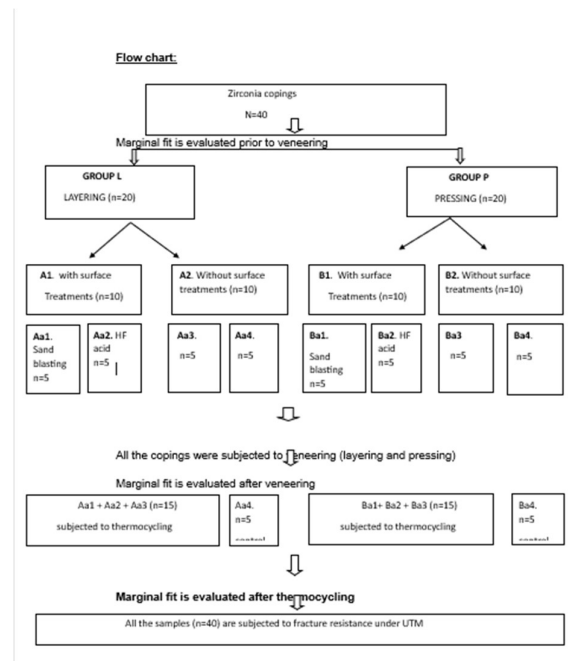 Flow chart:
Zirconia copings
N=40
Marginal fit is evaluated prior to veneering
GROUP L
LAYERING (n=20)
GROUP P
PRESSING (n=20)
A1. with surface
Treatments (n=10)
A2. Without surface
treatments (n=10)
B1. With surface
Treatments (n=10)
B2. Without surface
treatments (n=10)
Aa1.
Sand
blasting
n=5
Aa2. HF
acid
n=5
Aa3.
n=5
Aa4.
n=5
Ba1.
Sand
blasting
n=5
Ba2. HF
acid
n=5
Ba3
n=5
Ba4.
n=5
All the copings were subjected to veneering (layering and pressing)
Marginal fit is evaluated after veneering
Aa1 + Aa2 + Aa3 (n=15)
subjected to thermocycling
Aa4.
n=5
control
Ba1+ Ba2 + Ba3 (n=15)
subjected to thermocycling
Ba4.
n=5
control
Marginal fit is evaluated after thermocycling
All the samples (n=40) are subjected to fracture resistance under UTM